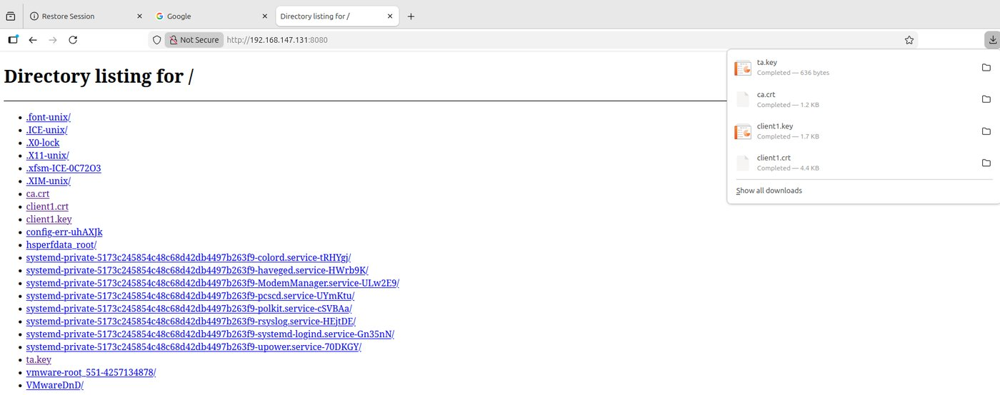 Restore Session
Google
Directory listing for /
Not Secure
http://192.168.147.131:8080
Directory listing for /
.font-unix/
.ICE-unix/
.X0-lock
.X11-unix/
.xfsm-ICE-0C72O3
.XIM-unix/
ca.crt
client1.crt
client1.key
config-err-uhAXJk
hsperfdata_root/
systemd-private-5173c245854c48c68d42db4497b263f9-colord.service-tRHYgj/
systemd-private-5173c245854c48c68d42db4497b263f9-haveged.service-HWrb9K/
systemd-private-5173c245854c48c68d42db4497b263f9-ModemManager.service-ULw2E9/
systemd-private-5173c245854c48c68d42db4497b263f9-pcscd.service-UYmKtu/
systemd-private-5173c245854c48c68d42db4497b263f9-polkit.service-cSVBAa/
systemd-private-5173c245854c48c68d42db4497b263f9-rsyslog.service-HEjtDE/
systemd-private-5173c245854c48c68d42db4497b263f9-systemd-logind.service-Gn35nN/
systemd-private-5173c245854c48c68d42db4497b263f9-upower.service-70DKGY/
ta.key
vmware-root_551-4257134878/
VMwareDnD/
ta.key
Completed — 636 bytes
ca.crt
Completed — 1.2 KB
client1.key
Completed — 1.7 KB
client1.crt
Completed — 4.4 KB
Show all downloads